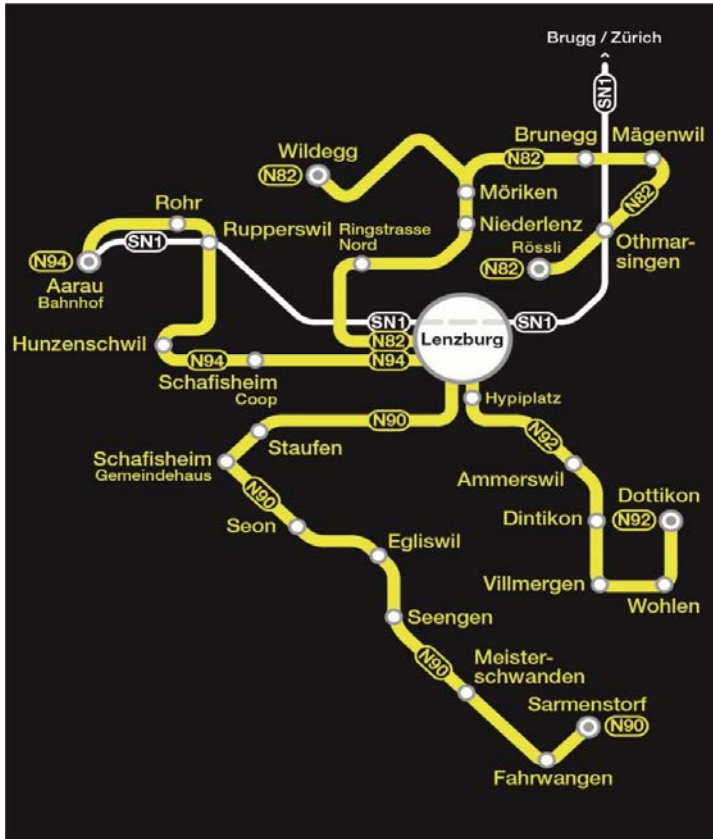 Brugg / Zürich
SN1
Brunegg
Mägenwil
Wildegg
N82
N82
Möriken
N82
Rohr
Rupperswil
Ringstrasse
Nord
Niederlenz
Rössli
N82
Othmar-
singen
SN1
N94
Aarau
Bahnhof
SN1
SN1
N82
Lenzburg
Hunzenschwil
N94
N94
Schafisheim
Coop
Hypiplatz
N90
N92
Staufen
Schafisheim
Gemeindehaus
Ammerswil
N90
Dottikon
Seon
Dintikon
N92
Egliswil
Villmergen
Wohlen
Seengen
N90
Meister-
schwanden
Sarmenstorf
N90
Fahrwangen